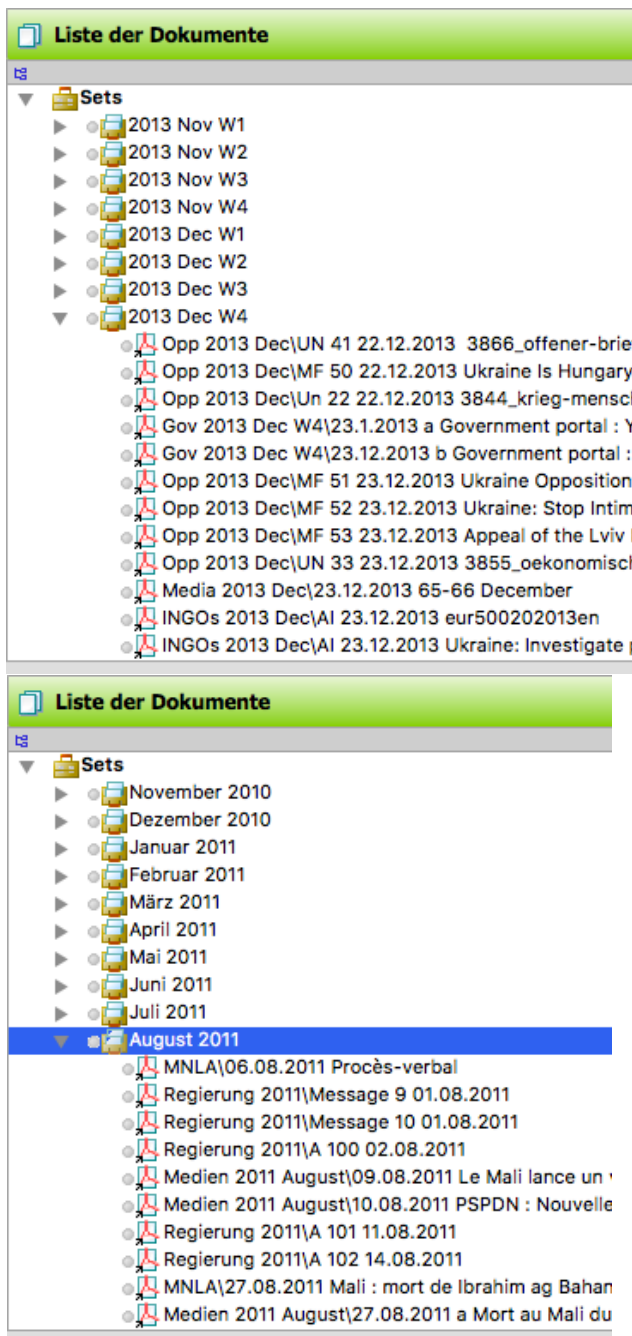 Liste der Dokumente
Sets
2013 Nov W1
2013 Nov W2
2013 Nov W3
2013 Nov W4
2013 Dec W1
2013 Dec W2
2013 Dec W3
2013 Dec W4
Opp 2013 Dec\UN 41 22.12.2013 3866_offener-brie
Opp 2013 Dec\MF 50 22.12.2013 Ukraine Is Hungary
Opp 2013 Dec\Un 22 22.12.2013 3844_krieg-mensch
Gov 2013 Dec W4\23.1.2013 a Government portal : Y
Gov 2013 Dec W4\23.12.2013 b Government portal :
Opp 2013 Dec\MF 51 23.12.2013 Ukraine Opposition
Opp 2013 Dec\MF 52 23.12.2013 Ukraine: Stop Intim
Opp 2013 Dec\MF 53 23.12.2013 Appeal of the Lviv
Opp 2013 Dec\UN 33 23.12.2013 3855_oekonomisch
Media 2013 Dec\23.12.2013 65-66 December
INGOs 2013 Dec\AI 23.12.2013 eur500202013en
INGOs 2013 Dec\AI 23.12.2013 Ukraine: Investigate p
Liste der Dokumente
Sets
November 2010
Dezember 2010
Januar 2011
Februar 2011
März 2011
April 2011
Mai 2011
Juni 2011
Juli 2011
August 2011
MNLA\06.08.2011 Procès-verbal
Regierung 2011\Message 9 01.08.2011
Regierung 2011\Message 10 01.08.2011
Regierung 2011\A 100 02.08.2011
Medien 2011 August\09.08.2011 Le Mali lance un
Medien 2011 August\10.08.2011 PSPDN : Nouvelle
Regierung 2011\A 101 11.08.2011
Regierung 2011\A 102 14.08.2011
MNLA\27.08.2011 Mali : mort de Ibrahim ag Bahan
Medien 2011 August\27.08.2011 a Mort au Mali du